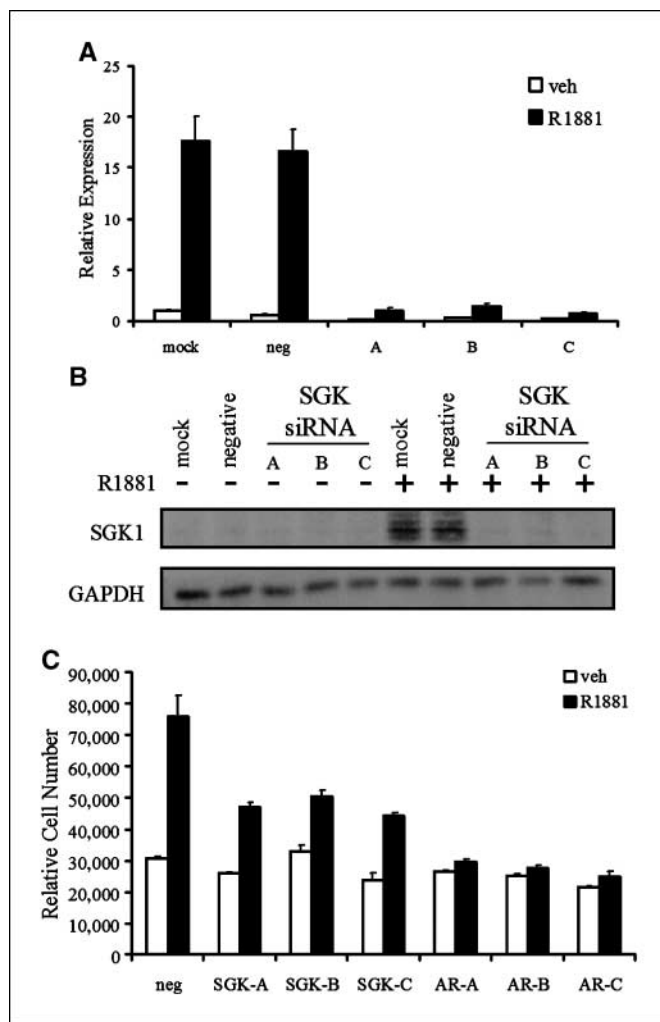 A
25
20
15
10
5
0
Relative Expression
veh
R1881
mock neg A B C
B
mock negative SGK siRNA mock negative SGK siRNA
A B C A B C
R1881 - - - - - + + + + +
SGK1
GAPDH
C
90,000
80,000
70,000
60,000
50,000
40,000
30,000
20,000
10,000
0
Relative Cell Number
veh
R1881
neg SGK-A SGK-B SGK-C AR-A AR-B AR-C